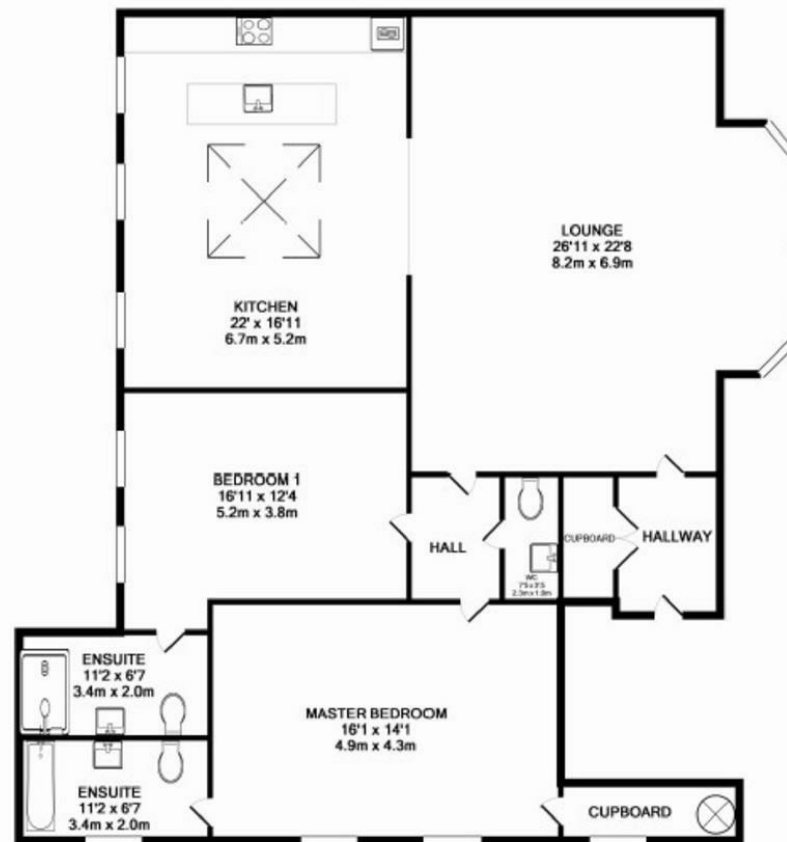 LOUNGE
26'11 x 22'8
8.2m x 6.9m
KITCHEN
22' x 16'11
6.7m x 5.2m
BEDROOM 1
16'11 x 12'4
5.2m x 3.8m
HALL
WC
CUPBOARD
HALLWAY
ENSUITE
11'2 x 6'7
3.4m x 2.0m
MASTER BEDROOM
16'1 x 14'1
4.9m x 4.3m
ENSUITE
11'2 x 6'7
3.4m x 2.0m
CUPBOARD